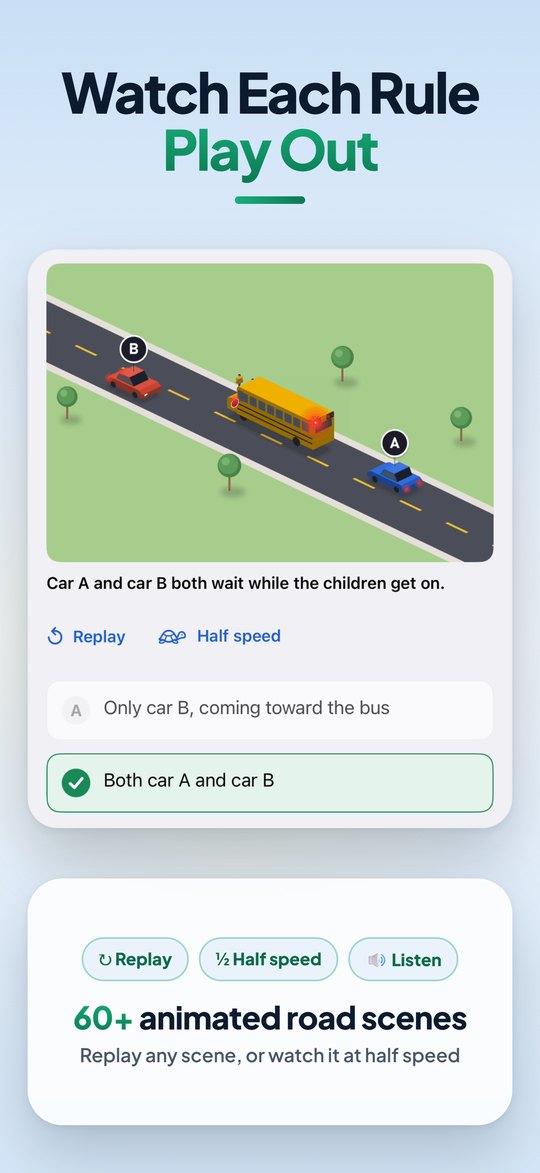 Watch Each Rule
Play Out
B
A
Car A and car B both wait while the children get on.
Replay
Half speed
A Only car B, coming toward the bus
Both car A and car B
↻ Replay
½ Half speed
Listen
60+ animated road scenes
Replay any scene, or watch it at half speed